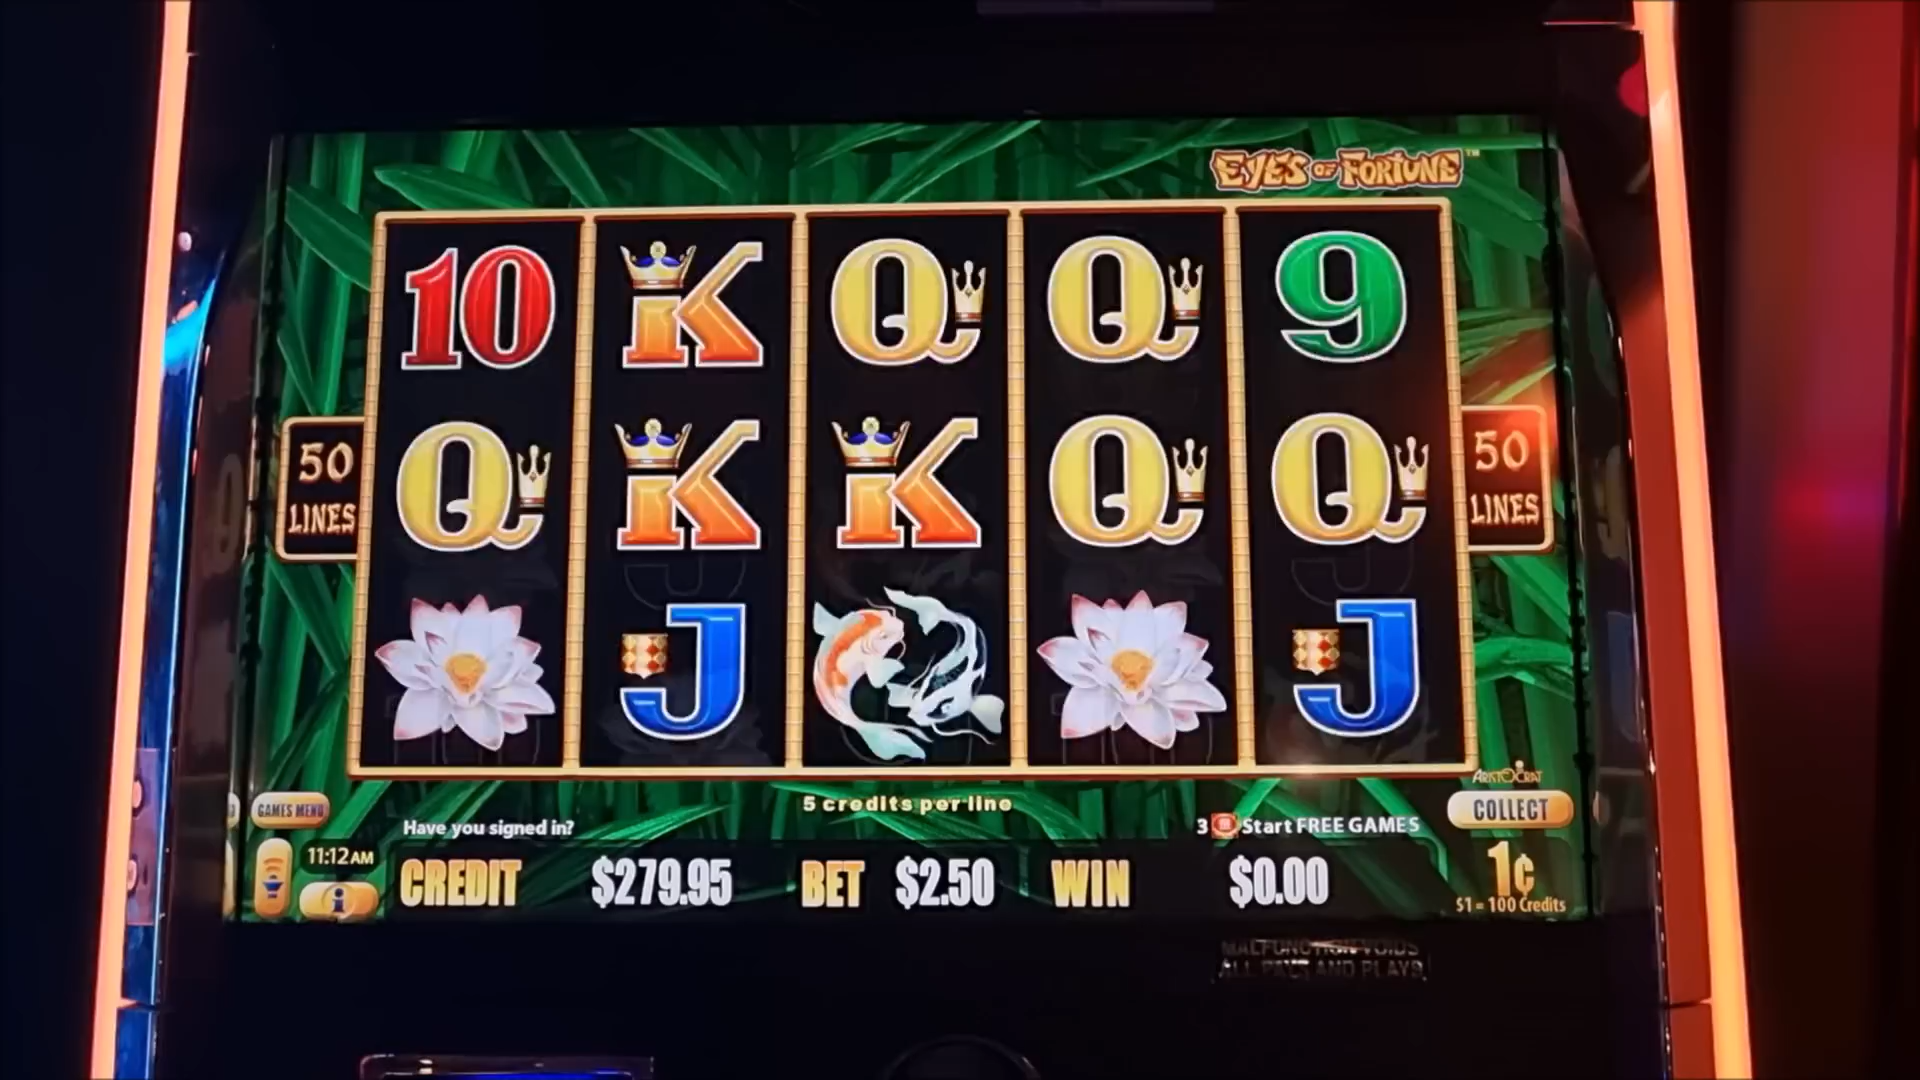 EYES OF FORTUNE™
10 K Q Q 9
50 LINES
Q K K Q Q
50 LINES
J J
ARISTOCRAT
GAMES MENU
5 credits per line
COLLECT
Have you signed in?
3 Start FREE GAMES
11:12AM
CREDIT $279.95 BET $2.50 WIN $0.00
1¢
$1 = 100 Credits
MALFUNCTION VOIDS
ALL PAYS AND PLAYS